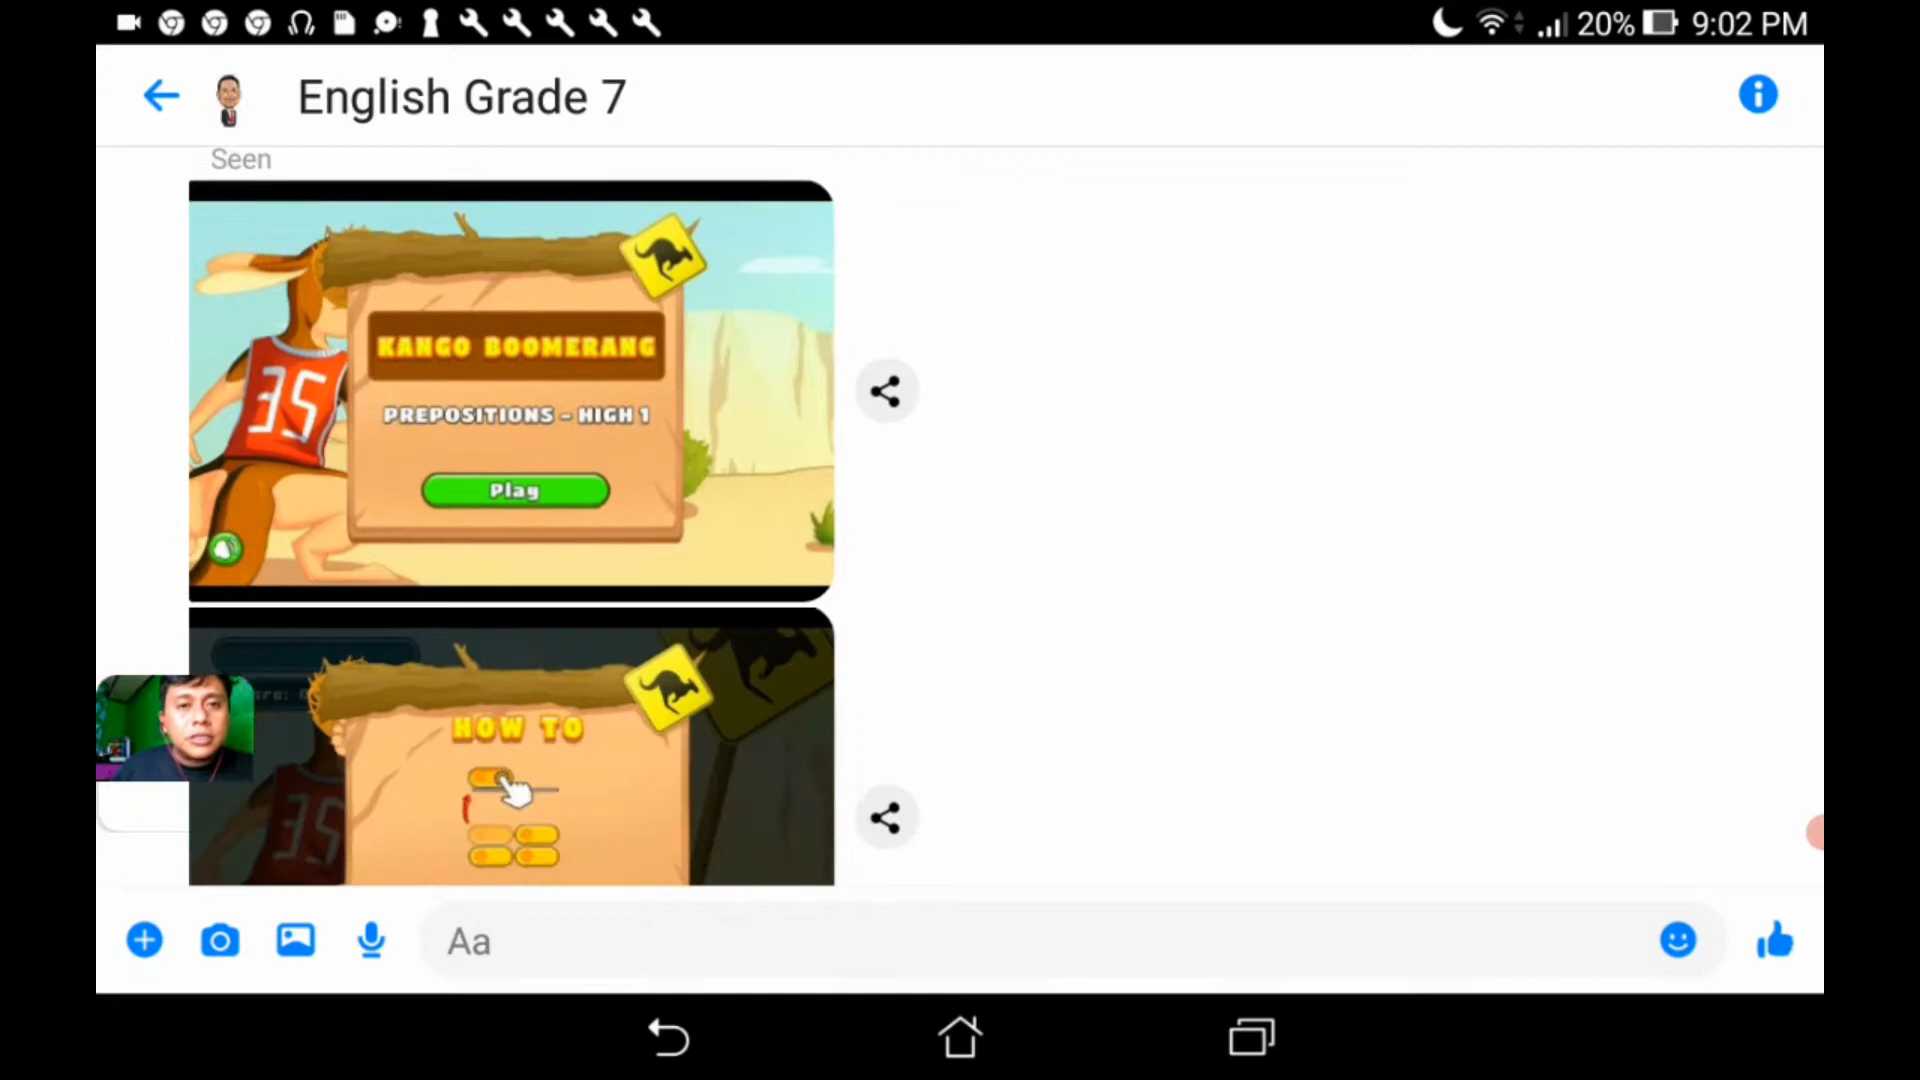 20% 9:02 PM
English Grade 7
Seen
35
KANGO BOOMERANG
PREPOSITIONS - HIGH 1
Play
HOW TO
35
Aa